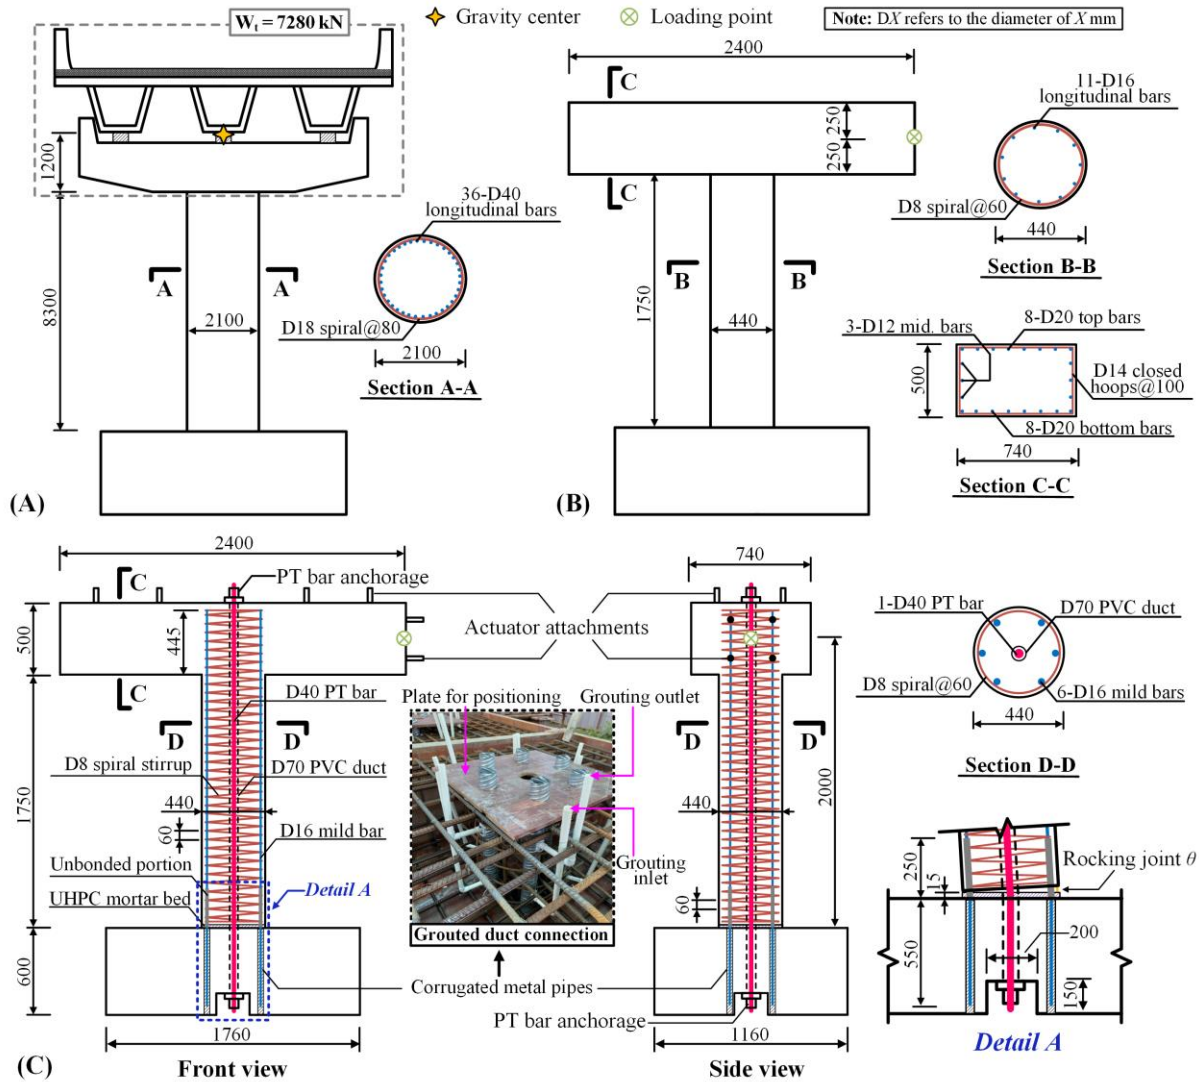 Wt = 7280 kN
Gravity center
Loading point
Note: DX refers to the diameter of X mm
1200
8300
2100
A
A
36-D40
longitudinal bars
D18 spiral@80
2100
Section A-A
(A)
2400
C
250
250
C
1750
B
B
440
11-D16
longitudinal bars
D8 spiral@60
440
Section B-B
3-D12 mid. bars
8-D20 top bars
500
D14 closed
hoops@100
8-D20 bottom bars
740
Section C-C
(B)
2400
C
PT bar anchorage
500
445
Actuator attachments
C
D40 PT bar
D
D
D8 spiral stirrup
D70 PVC duct
1750
440
60
D16 mild bar
Unbonded portion
UHPC mortar bed
Detail A
600
1760
Front view
Plate for positioning
Grouting outlet
Grouting
inlet
Grouted duct connection
Corrugated metal pipes
PT bar anchorage
740
D
D
440
2000
60
1160
Side view
1-D40 PT bar
D70 PVC duct
D8 spiral@60
6-D16 mild bars
440
Section D-D
250
15
Rocking joint θ
550
200
150
Detail A
(C)